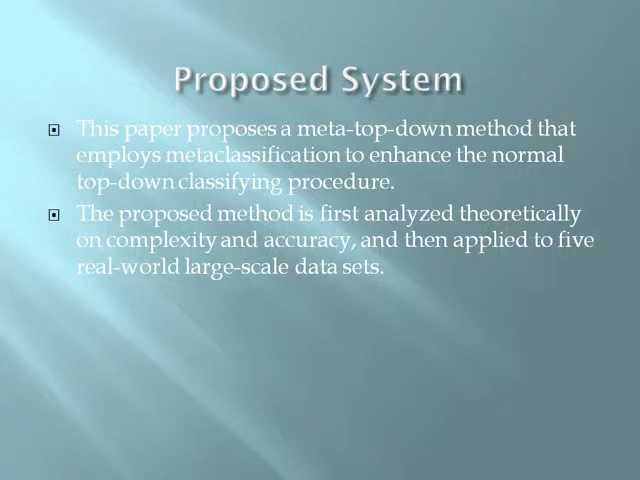 Proposed System
This paper proposes a meta-top-down method that
employs metaclassification to enhance the normal
top-down classifying procedure.
The proposed method is first analyzed theoretically
on complexity and accuracy, and then applied to five
real-world large-scale data sets.